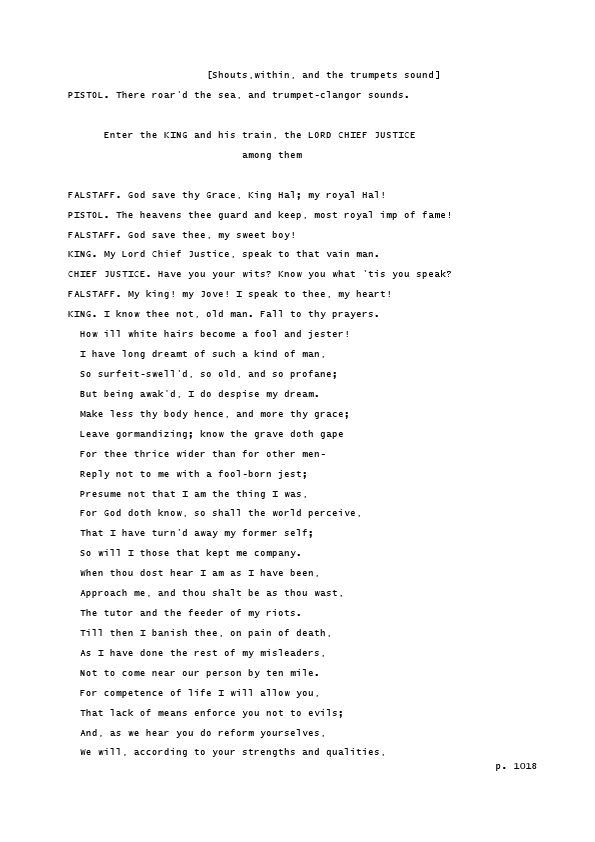 [Shouts,within, and the trumpets sound]
PISTOL. There roar'd the sea, and trumpet-clangor sounds.
Enter the KING and his train, the LORD CHIEF JUSTICE
among them
FALSTAFF. God save thy Grace, King Hal; my royal Hal!
PISTOL. The heavens thee guard and keep, most royal imp of fame!
FALSTAFF. God save thee, my sweet boy!
KING. My Lord Chief Justice, speak to that vain man.
CHIEF JUSTICE. Have you your wits? Know you what 'tis you speak?
FALSTAFF. My king! my Jove! I speak to thee, my heart!
KING. I know thee not, old man. Fall to thy prayers.
How ill white hairs become a fool and jester!
I have long dreamt of such a kind of man,
So surfeit-swell'd, so old, and so profane;
But being awak'd, I do despise my dream.
Make less thy body hence, and more thy grace;
Leave gormandizing; know the grave doth gape
For thee thrice wider than for other men-
Reply not to me with a fool-born jest;
Presume not that I am the thing I was,
For God doth know, so shall the world perceive,
That I have turn'd away my former self;
So will I those that kept me company.
When thou dost hear I am as I have been,
Approach me, and thou shalt be as thou wast,
The tutor and the feeder of my riots.
Till then I banish thee, on pain of death,
As I have done the rest of my misleaders,
Not to come near our person by ten mile.
For competence of life I will allow you,
That lack of means enforce you not to evils;
And, as we hear you do reform yourselves,
We will, according to your strengths and qualities,
p. 1018